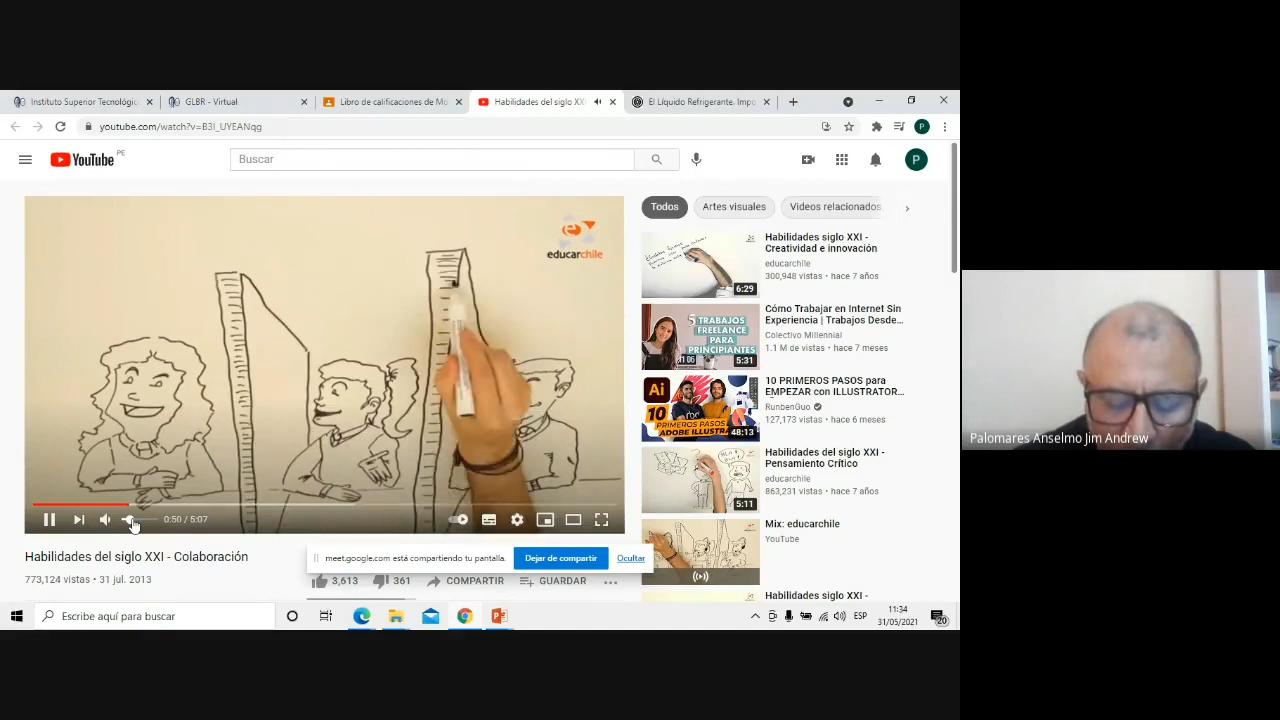 Instituto Superior Tecnológic
GLBR - Virtual
Libro de calificaciones de Mo
Habilidades del siglo XXI
El Líquido Refrigerante. Impo
youtube.com/watch?v=B3I_UYEANqg
P
YouTube PE
Buscar
P
educarchile
0:50 / 5:07
Habilidades del siglo XXI - Colaboración
773,124 vistas • 31 jul. 2013
meet.google.com está compartiendo tu pantalla.
Dejar de compartir
Ocultar
3,613
361
COMPARTIR
GUARDAR
Todos
Artes visuales
Videos relacionados
6:29
Habilidades siglo XXI -
Creatividad e innovación
educarchile
300,948 vistas • hace 7 años
5 TRABAJOS
FREELANCE
PARA
PRINCIPIANTES
5:31
Cómo Trabajar en Internet Sin
Experiencia | Trabajos Desde...
Colectivo Millennial
1.1 M de vistas • hace 7 meses
Ai
10
PRIMEROS PASOS
ADOBE ILLUSTRA
48:13
10 PRIMEROS PASOS para
EMPEZAR con ILLUSTRATOR...
RunbenGuo
127,173 vistas • hace 6 meses
5:11
Habilidades del siglo XXI -
Pensamiento Crítico
educarchile
863,231 vistas • hace 7 años
Mix: educarchile
YouTube
Habilidades del siglo XXI -
Escribe aquí para buscar
ESP
11:34
31/05/2021
20
Palomares Anselmo Jim Andrew